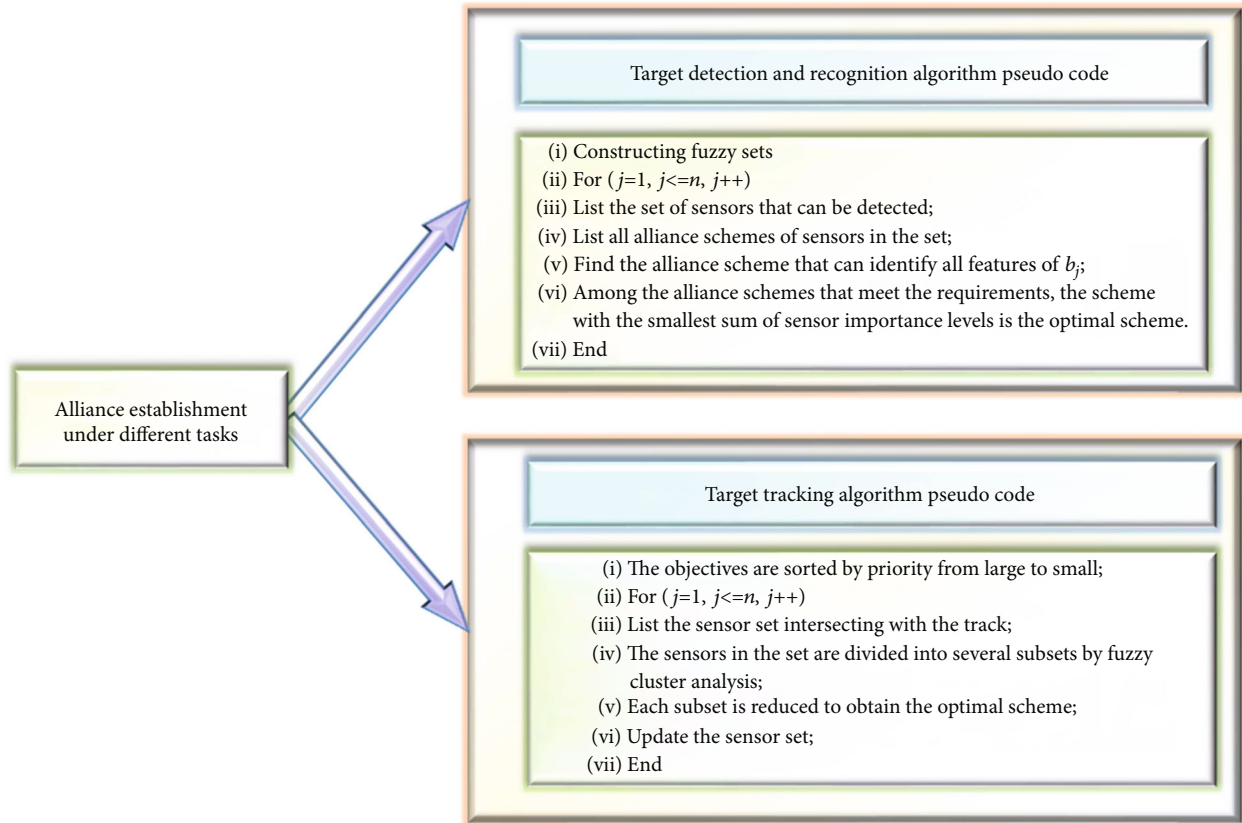 Alliance establishment
under different tasks
Target detection and recognition algorithm pseudo code
(i) Constructing fuzzy sets
(ii) For (j=1, j<=n, j++)
(iii) List the set of sensors that can be detected;
(iv) List all alliance schemes of sensors in the set;
(v) Find the alliance scheme that can identify all features of bj;
(vi) Among the alliance schemes that meet the requirements, the scheme
with the smallest sum of sensor importance levels is the optimal scheme.
(vii) End
Target tracking algorithm pseudo code
(i) The objectives are sorted by priority from large to small;
(ii) For (j=1, j<=n, j++)
(iii) List the sensor set intersecting with the track;
(iv) The sensors in the set are divided into several subsets by fuzzy
cluster analysis;
(v) Each subset is reduced to obtain the optimal scheme;
(vi) Update the sensor set;
(vii) End